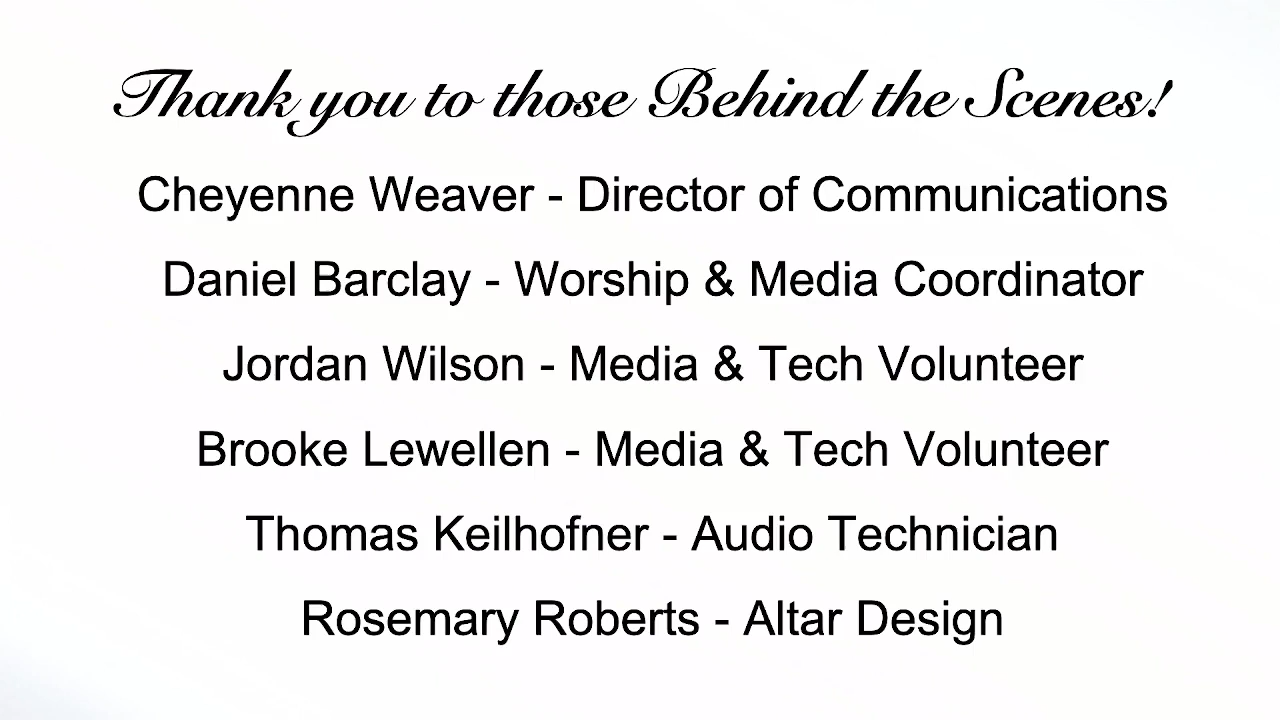 Thank you to those Behind the Scenes!
Cheyenne Weaver - Director of Communications
Daniel Barclay - Worship & Media Coordinator
Jordan Wilson - Media & Tech Volunteer
Brooke Lewellen - Media & Tech Volunteer
Thomas Keilhofner - Audio Technician
Rosemary Roberts - Altar Design